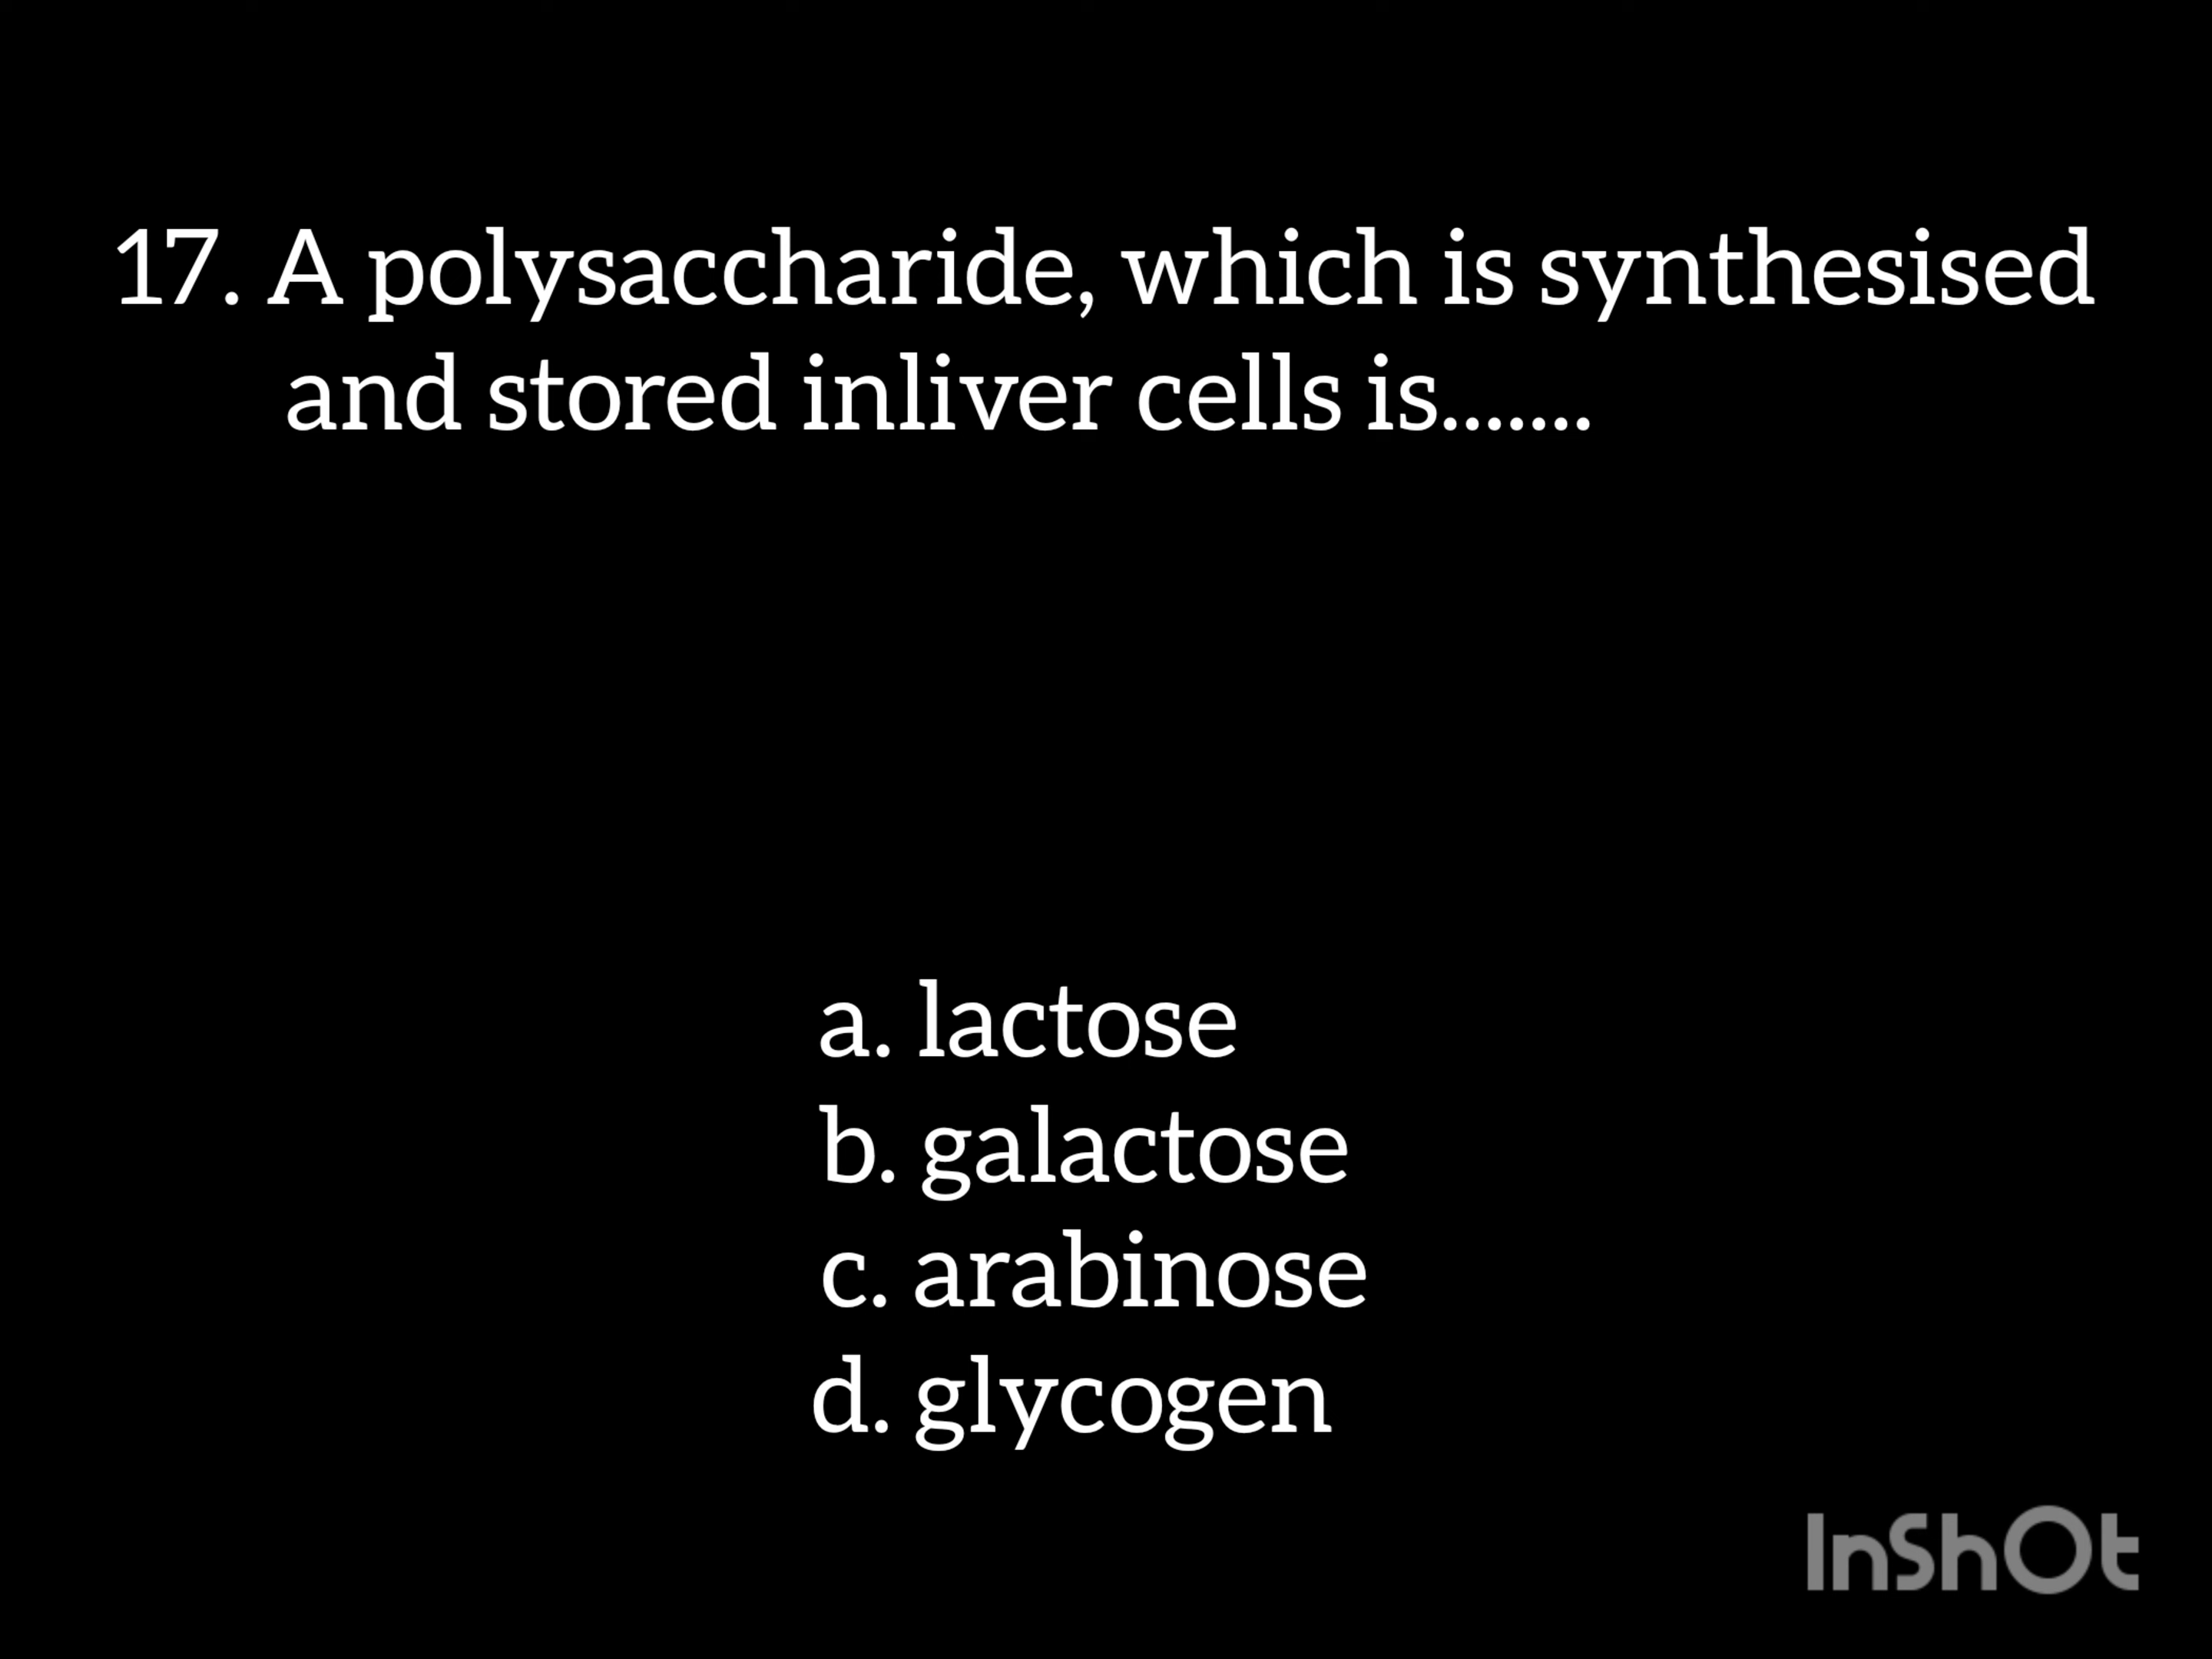 17. A polysaccharide, which is synthesised
and stored inliver cells is.......
a. lactose
b. galactose
c. arabinose
d. glycogen
InShOt